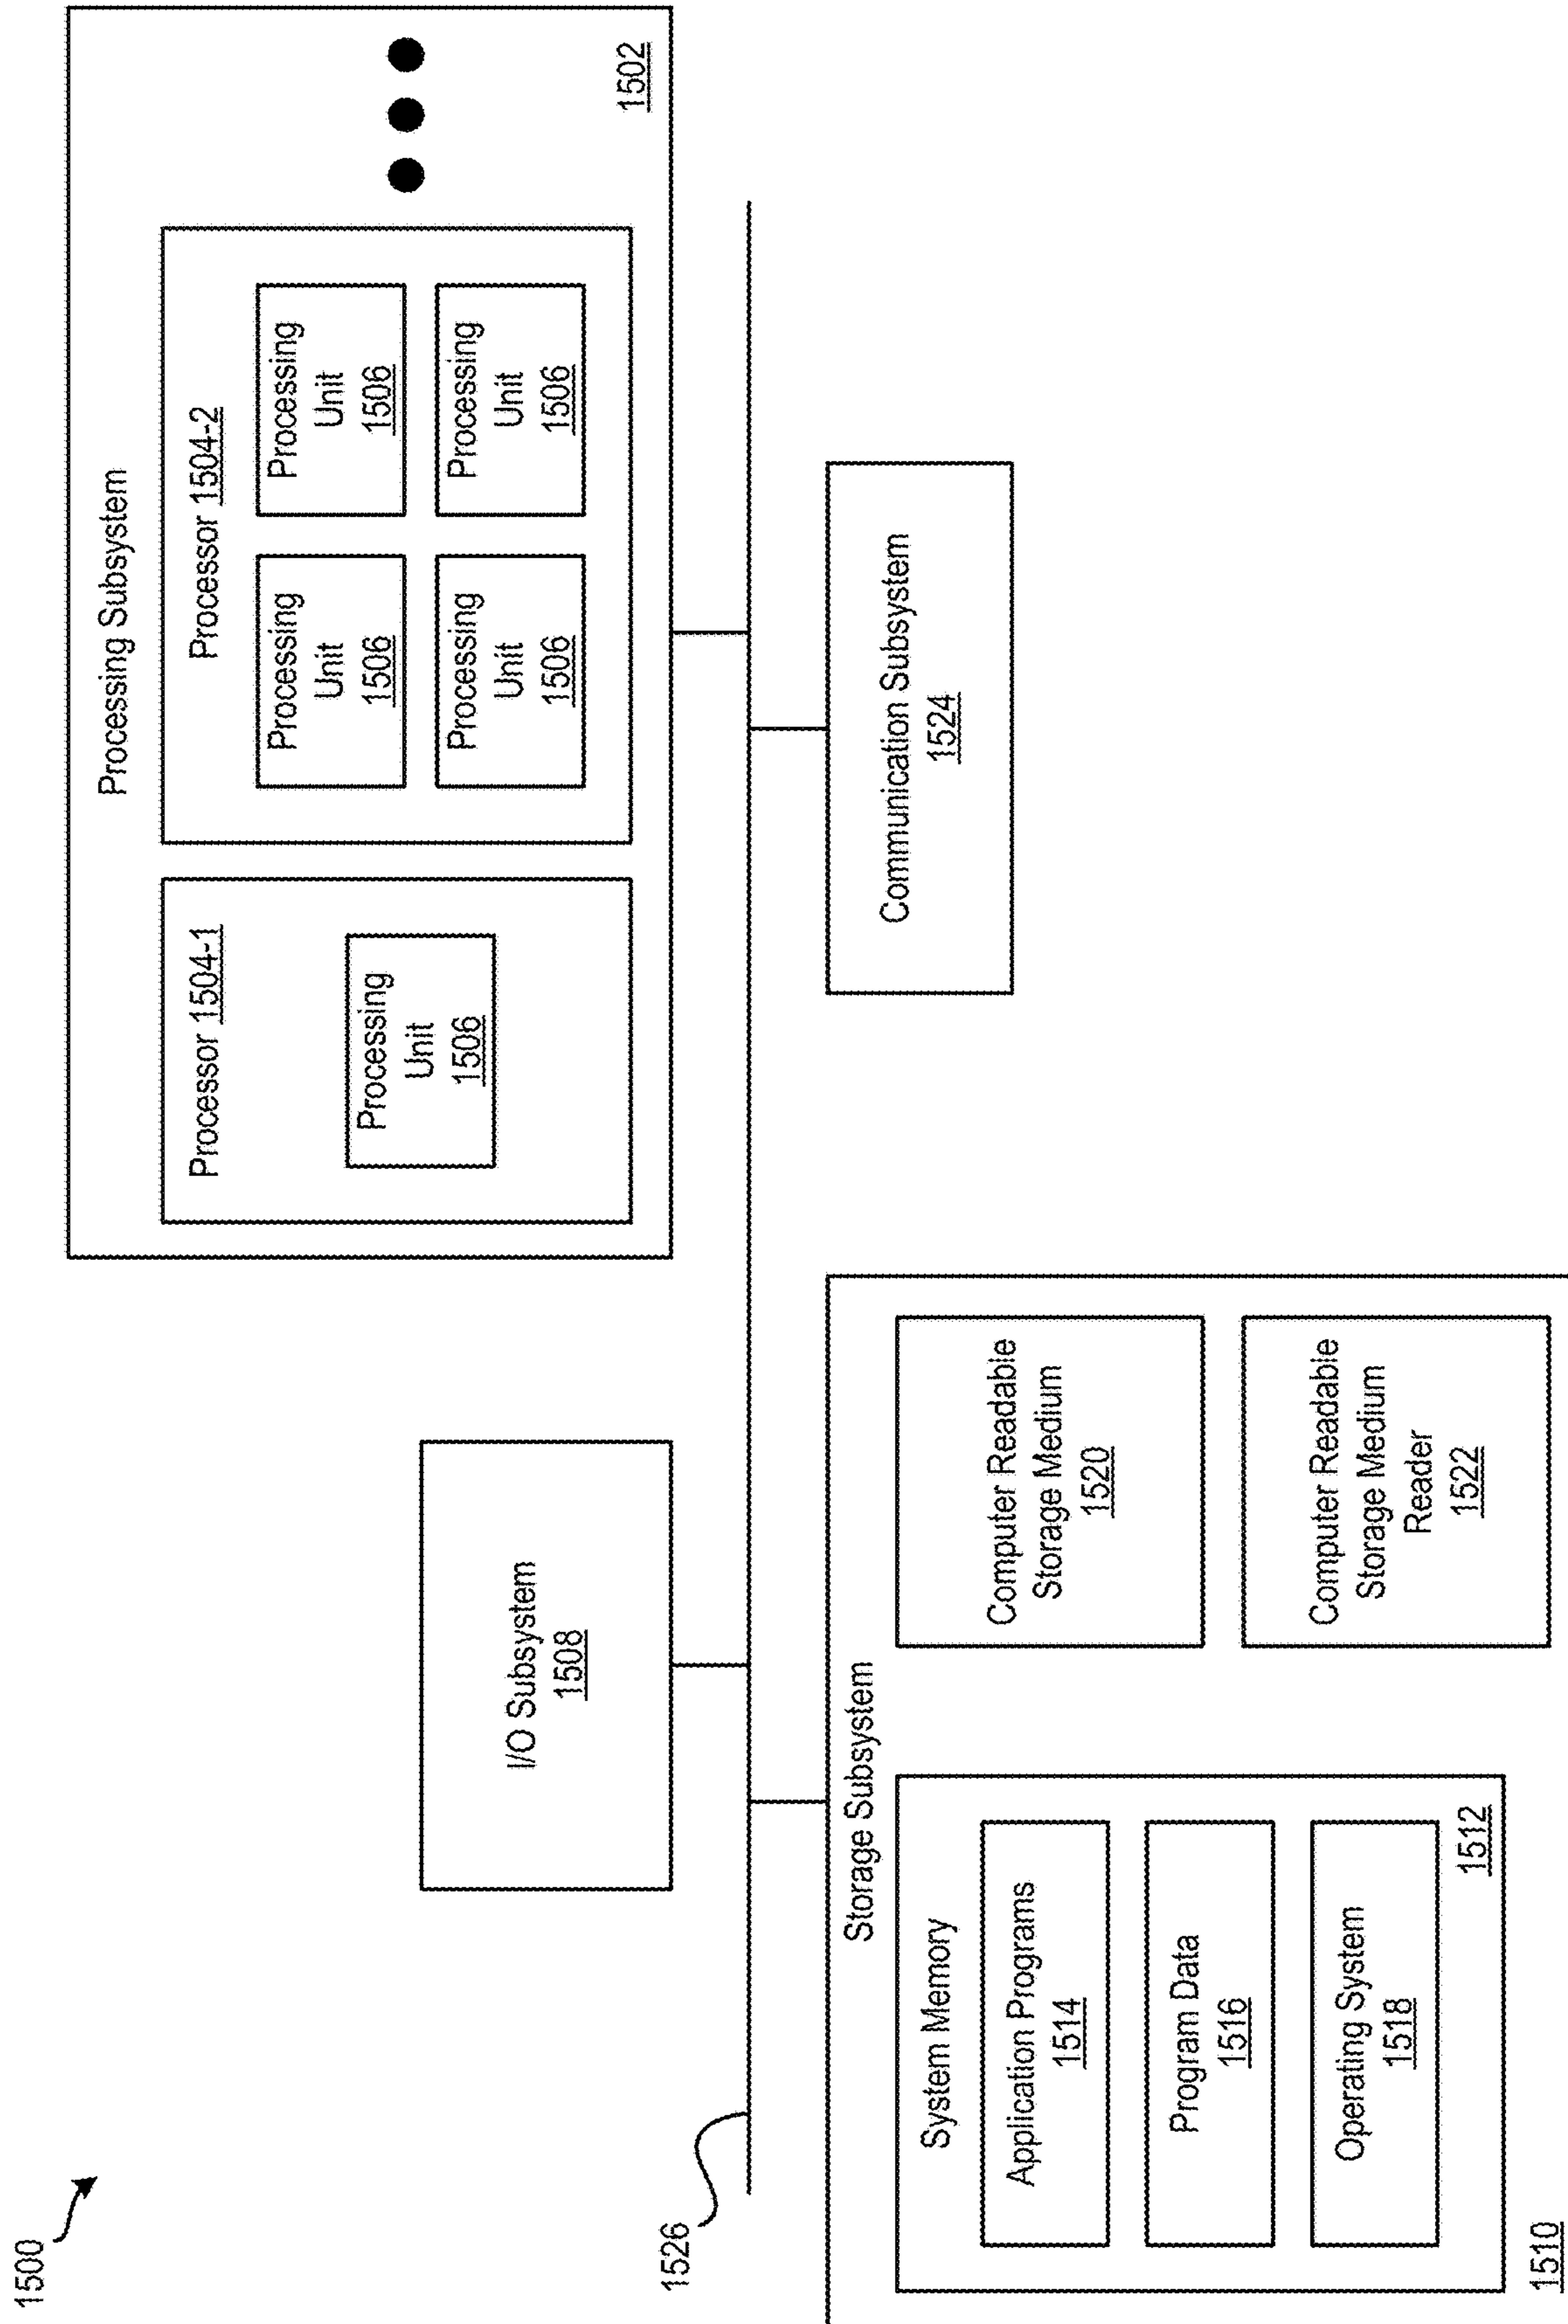 1500
I/O Subsystem
1508
Processing Subsystem
Processor 1504-1
Processing
Unit
1506
Processor 1504-2
Processing
Unit
1506
Processing
Unit
1506
Processing
Unit
1506
Processing
Unit
1506
1502
1526
Storage Subsystem
System Memory
Application Programs
1514
Program Data
1516
Operating System
1518
1512
Computer Readable
Storage Medium
1520
Computer Readable
Storage Medium
Reader
1522
1510
Communication Subsystem
1524